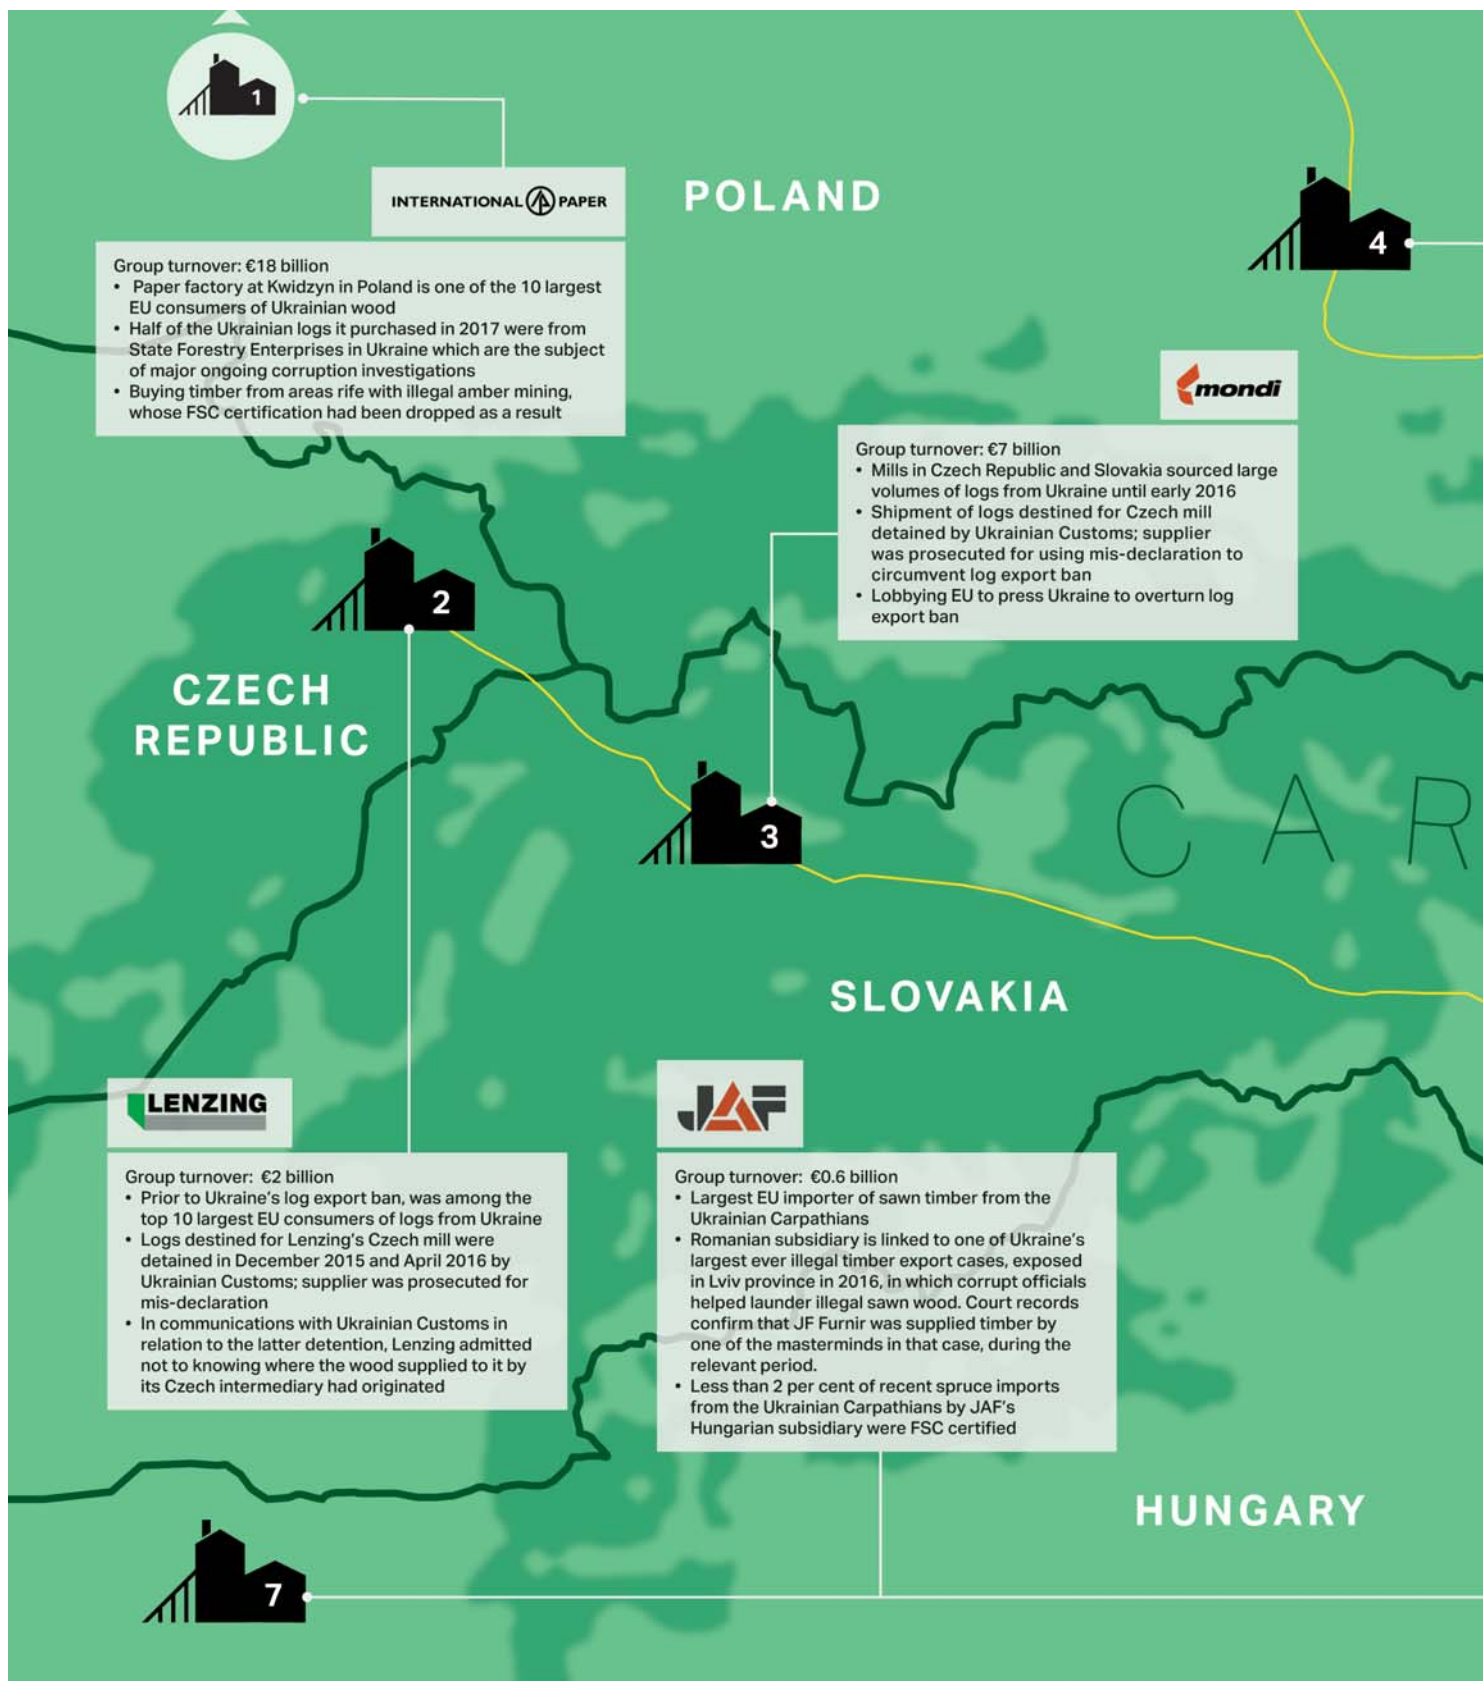 1
INTERNATIONAL PAPER
POLAND
4
Group turnover: €18 billion
• Paper factory at Kwidzyn in Poland is one of the 10 largest
EU consumers of Ukrainian wood
• Half of the Ukrainian logs it purchased in 2017 were from
State Forestry Enterprises in Ukraine which are the subject
of major ongoing corruption investigations
• Buying timber from areas rife with illegal amber mining,
whose FSC certification had been dropped as a result
mondi
Group turnover: €7 billion
• Mills in Czech Republic and Slovakia sourced large
volumes of logs from Ukraine until early 2016
• Shipment of logs destined for Czech mill
detained by Ukrainian Customs; supplier
was prosecuted for using mis-declaration to
circumvent log export ban
• Lobbying EU to press Ukraine to overturn log
export ban
2
CZECH
REPUBLIC
3
CAR
SLOVAKIA
LENZING
Group turnover: €2 billion
• Prior to Ukraine's log export ban, was among the
top 10 largest EU consumers of logs from Ukraine
• Logs destined for Lenzing's Czech mill were
detained in December 2015 and April 2016 by
Ukrainian Customs; supplier was prosecuted for
mis-declaration
• In communications with Ukrainian Customs in
relation to the latter detention, Lenzing admitted
not to knowing where the wood supplied to it by
its Czech intermediary had originated
JAF
Group turnover: €0.6 billion
• Largest EU importer of sawn timber from the
Ukrainian Carpathians
• Romanian subsidiary is linked to one of Ukraine's
largest ever illegal timber export cases, exposed
in Lviv province in 2016, in which corrupt officials
helped launder illegal sawn wood. Court records
confirm that JF Furnir was supplied timber by
one of the masterminds in that case, during the
relevant period.
• Less than 2 per cent of recent spruce imports
from the Ukrainian Carpathians by JAF's
Hungarian subsidiary were FSC certified
HUNGARY
7